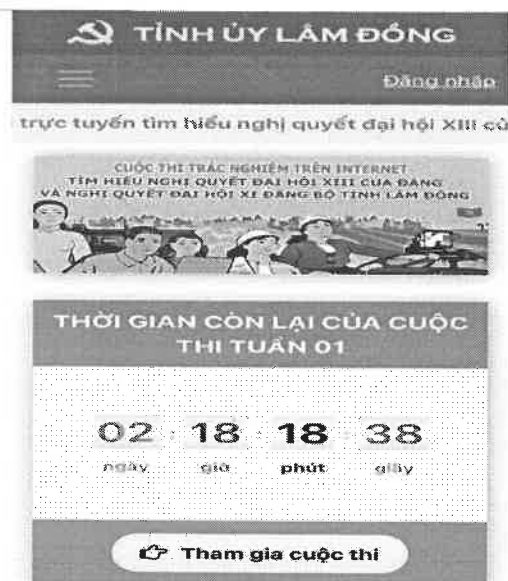 TỈNH ỦY LÂM ĐỒNG
Đăng nhập
trực tuyến tìm hiểu nghị quyết đại hội XIII củ
CUỘC THI TRẮC NGHIỆM TRÊN INTERNET
TÌM HIỂU NGHỊ QUYẾT ĐẠI HỘI XIII CỦA ĐẢNG
VÀ NGHỊ QUYẾT ĐẠI HỘI XI ĐẢNG BỘ TỈNH LÂM ĐỒNG
THỜI GIAN CÒN LẠI CỦA CUỘC
THI TUẦN 01
02 : 18 : 18 : 38
ngày giờ phút giây
Tham gia cuộc thi